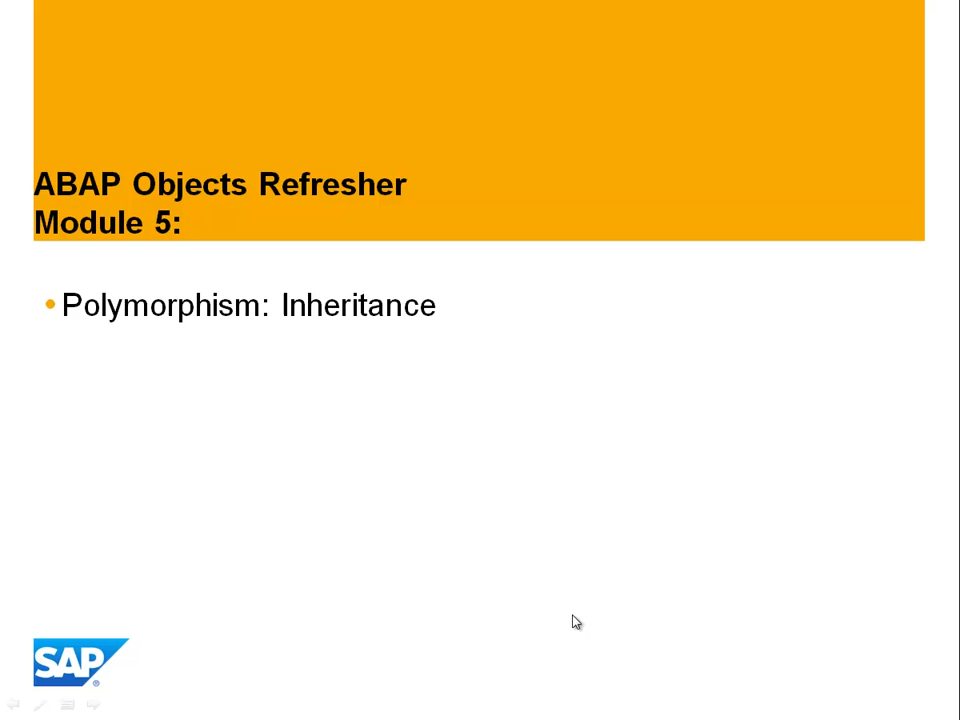 ABAP Objects Refresher
Module 5:
• Polymorphism: Inheritance
SAP®